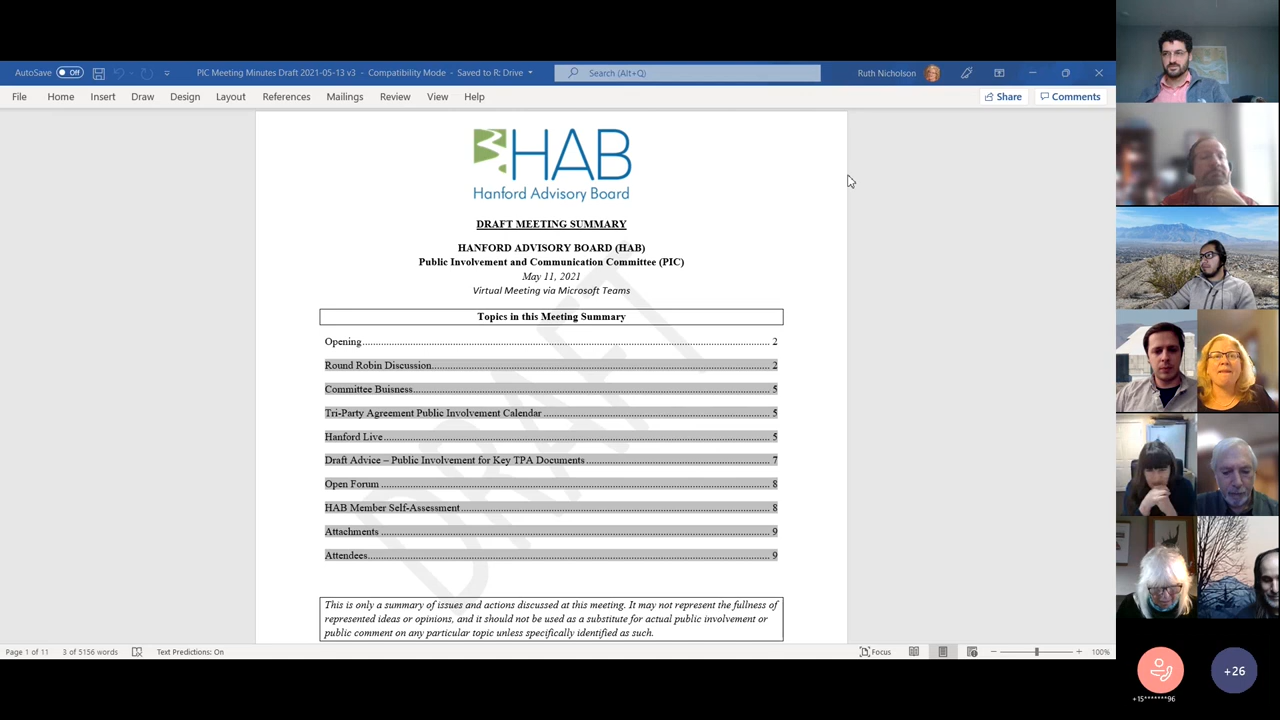 AutoSave Off PIC Meeting Minutes Draft 2021-05-13 v3 - Compatibility Mode - Saved to R: Drive Search (Alt+Q) Ruth Nicholson
File Home Insert Draw Design Layout References Mailings Review View Help Share Comments
HAB
Hanford Advisory Board
DRAFT MEETING SUMMARY
HANFORD ADVISORY BOARD (HAB)
Public Involvement and Communication Committee (PIC)
May 11, 2021
Virtual Meeting via Microsoft Teams
Topics in this Meeting Summary
Opening 2
Round Robin Discussion 2
Committee Buisness 5
Tri-Party Agreement Public Involvement Calendar 5
Hanford Live 5
Draft Advice – Public Involvement for Key TPA Documents 7
Open Forum 8
HAB Member Self-Assessment 8
Attachments 9
Attendees 9
DRAFT
This is only a summary of issues and actions discussed at this meeting. It may not represent the fullness of
represented ideas or opinions, and it should not be used as a substitute for actual public involvement or
public comment on any particular topic unless specifically identified as such.
Page 1 of 11 3 of 5156 words Text Predictions: On Focus 100%
+26
+15*******96